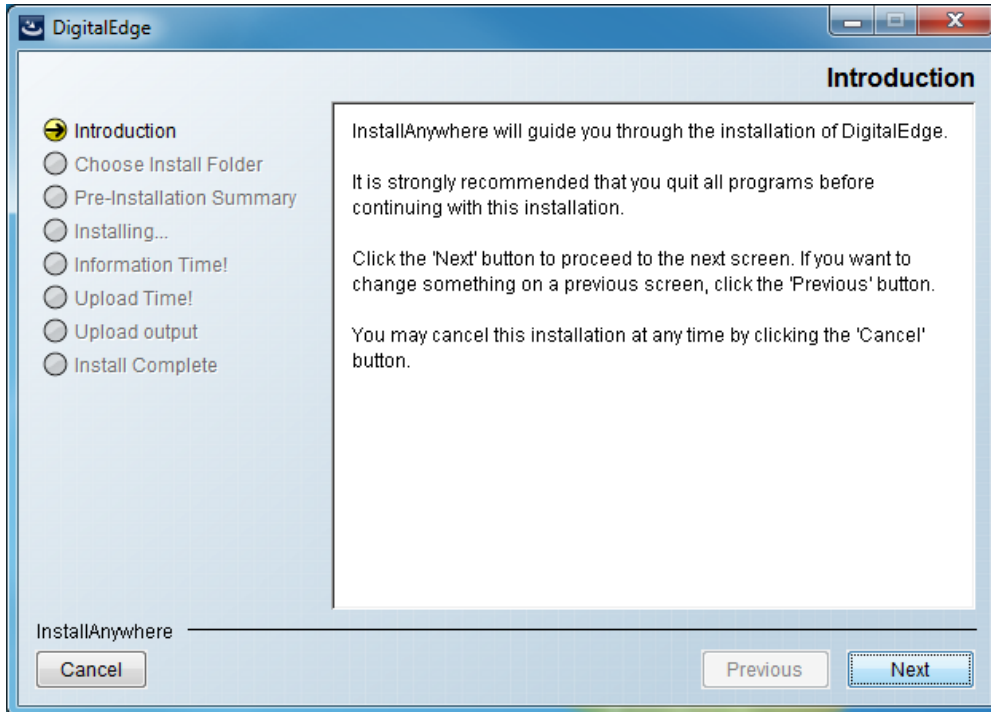 DigitalEdge
Introduction
Introduction
Choose Install Folder
Pre-Installation Summary
Installing...
Information Time!
Upload Time!
Upload output
Install Complete
InstallAnywhere will guide you through the installation of DigitalEdge.
It is strongly recommended that you quit all programs before
continuing with this installation.
Click the 'Next' button to proceed to the next screen. If you want to
change something on a previous screen, click the 'Previous' button.
You may cancel this installation at any time by clicking the 'Cancel'
button.
InstallAnywhere
Cancel
Previous
Next